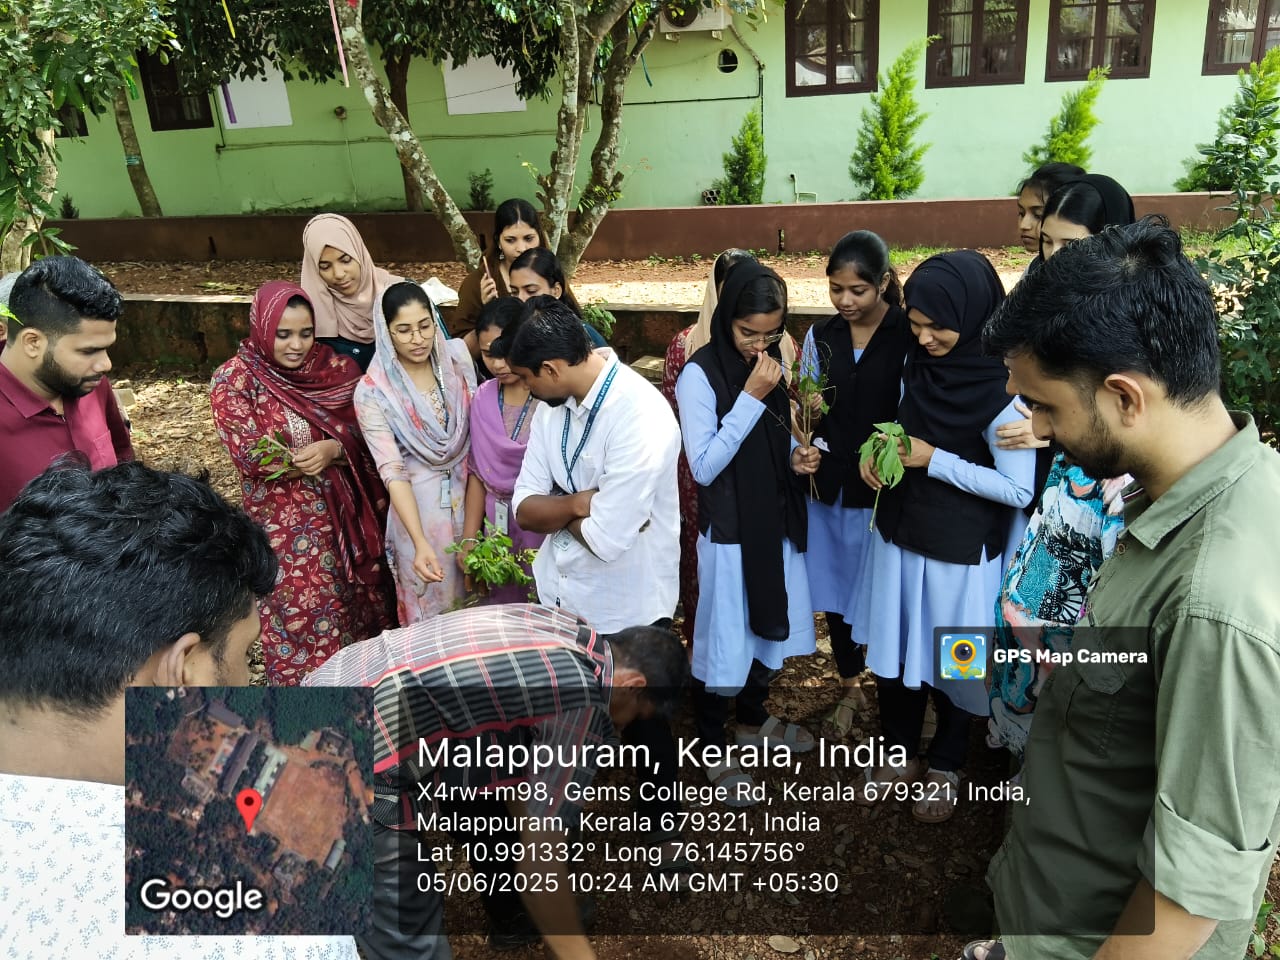 GPS Map Camera
Malappuram, Kerala, India
X4rw+m98, Gems College Rd, Kerala 679321, India,
Malappuram, Kerala 679321, India
Lat 10.991332° Long 76.145756°
05/06/2025 10:24 AM GMT +05:30
Google